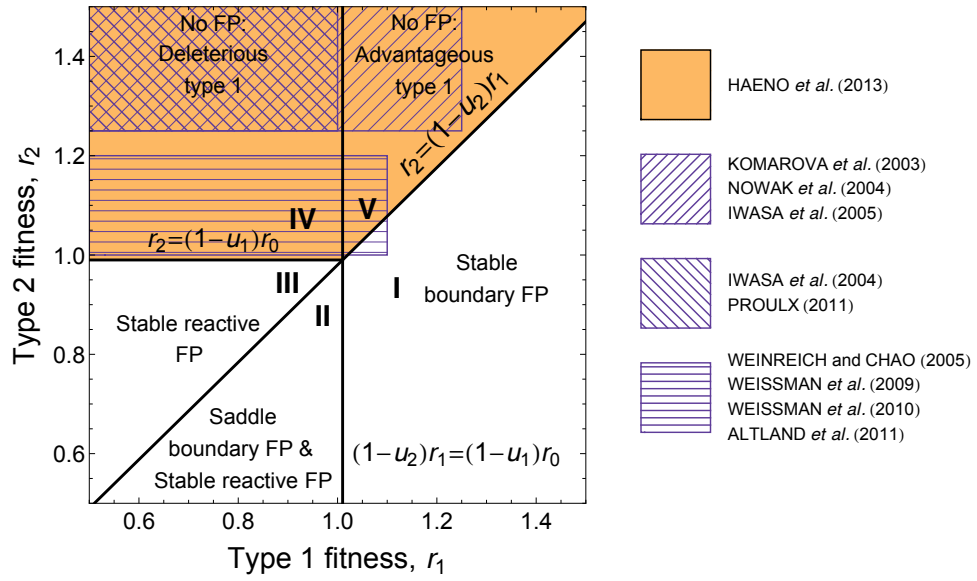 No FP:
Deleterious
type 1
No FP:
Advantageous
type 1
r2=(1−u2)r1
IV
V
r2=(1−u1)r0
III
II
I
Stable
boundary FP
Stable reactive
FP
Saddle
boundary FP &
Stable reactive FP
(1−u2)r1=(1−u1)r0
1.4
1.2
1.0
0.8
0.6
Type 2 fitness, r2
0.6
0.8
1.0
1.2
1.4
Type 1 fitness, r1
HAENO et al. (2013)
KOMAROVA et al. (2003)
NOWAK et al. (2004)
IWASA et al. (2005)
IWASA et al. (2004)
PROULX (2011)
WEINREICH and CHAO (2005)
WEISSMAN et al. (2009)
WEISSMAN et al. (2010)
ALTLAND et al. (2011)